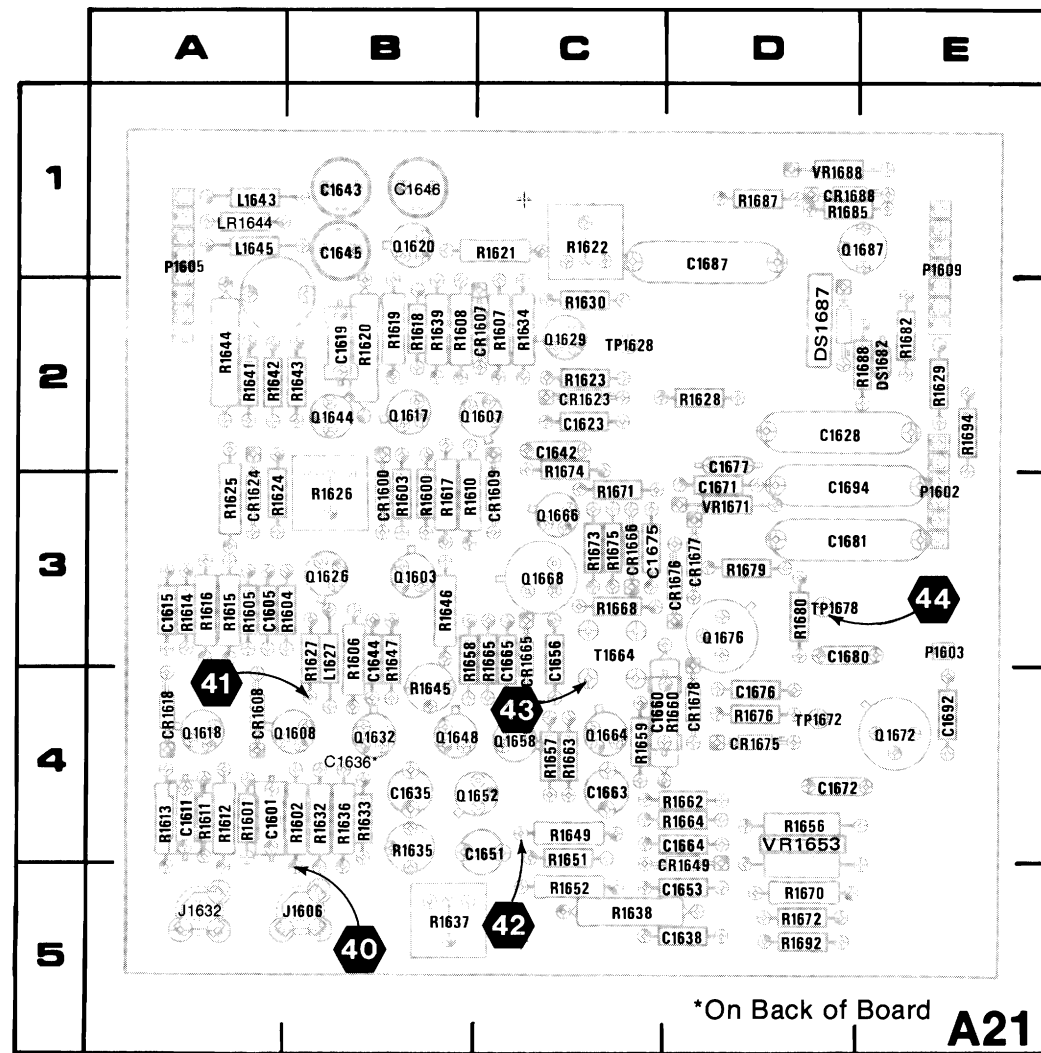 A B C D E
1
VR1688
L1643 C1643 C1646 R1687 CR1688
R1685
LR1644
L1645 C1645 Q1620 R1621 R1622 Q1687
P1605 C1687 P1609
R1630
R1644 R1641 R1642 R1643 C1619 R1620 R1619 R1618 R1639 R1608 CR1607 R1607 R1634
Q1629 TP1628 DS1687 R1688 DS1682 R1682
2
R1623
CR1623 R1628 R1629
Q1644 Q1617 Q1607 C1623 C1628 R1694
C1642
R1674 C1677
R1625 CR1624 R1624 R1626 CR1600 R1603 R1600 R1617 R1610 CR1609
R1671 C1671 C1694 P1602
VR1671
Q1666
R1673 R1675 CR1666 C1675 CR1676 CR1677 C1681
3
Q1626 Q1603 Q1668 R1679
C1615 R1614 R1616 R1615 R1605 C1605 R1604 R1646 R1668 R1680 TP1678 44
R1627 L1627 R1606 C1644 R1647 R1658 R1665 C1665 CR1665 C1656 T1664 Q1676 C1680 P1603
41 R1645 43 C1676
CR1618 CR1608 C1660 R1660 CR1678 R1676 TP1672 C1692
Q1618 Q1608 Q1632 Q1648 Q1658 R1657 R1663 Q1664 R1659 CR1675 Q1672
4
C1636*
C1635 Q1652 C1663 C1672
R1613 C1611 R1611 R1612 R1601 C1601 R1602 R1632 R1636 R1633
R1662
R1664 R1656
R1635 C1651 R1649 C1664 VR1653
R1651 CR1649
R1652 C1653 R1670
J1632 J1606 R1637 42 R1638 R1672
40 C1638 R1692
5
*On Back of Board A21